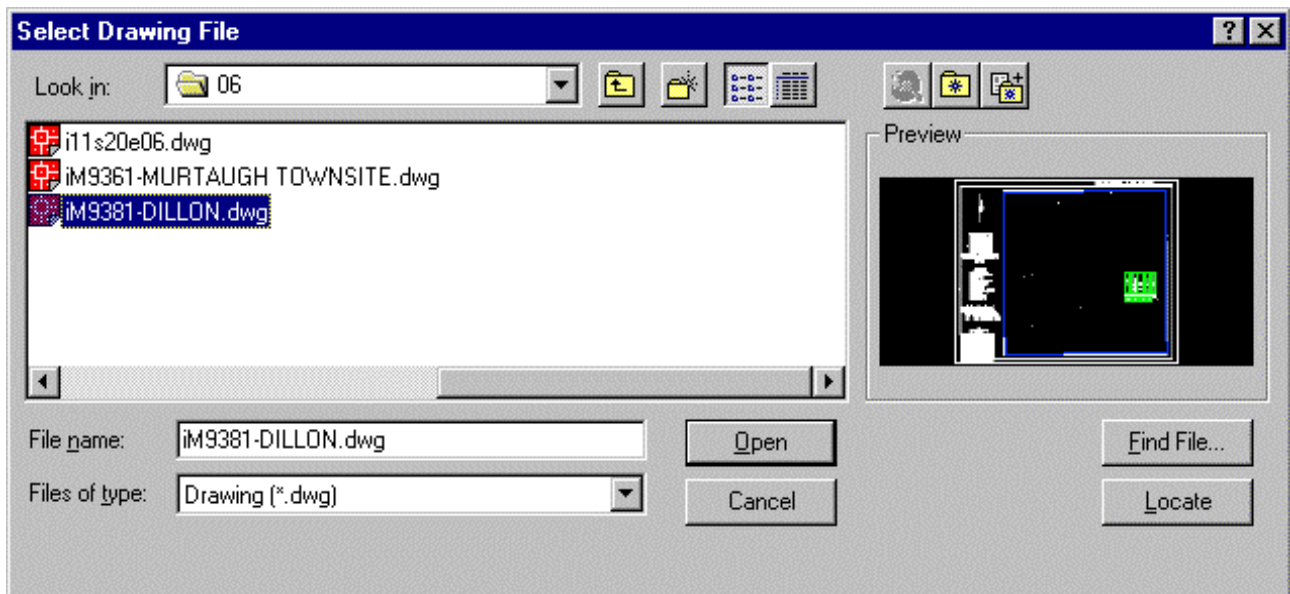 Select Drawing File
Look in: 06
i11s20e06.dwg
iM9361-MURTAUGH TOWNSITE.dwg
iM9381-DILLON.dwg
Preview
File name: iM9381-DILLON.dwg
Open
Find File...
Files of type: Drawing (*.dwg)
Cancel
Locate